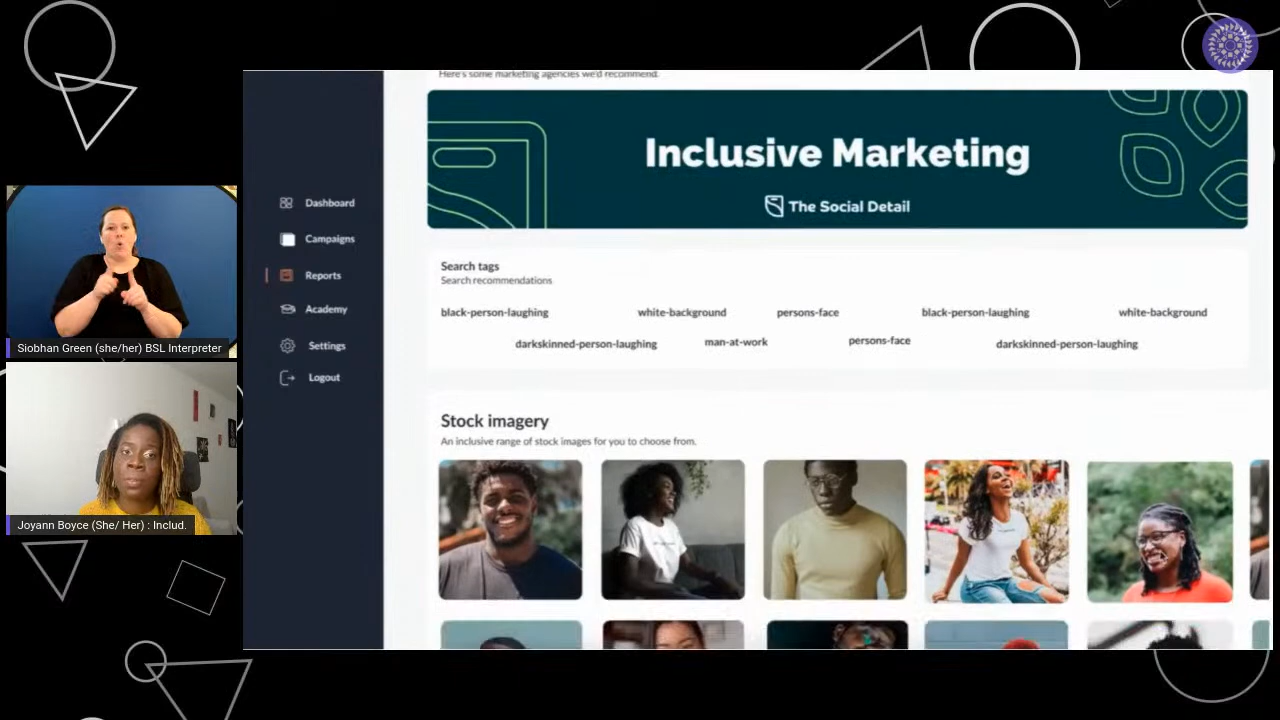 Here's some marketing agencies we'd recommend.
Inclusive Marketing
The Social Detail
Dashboard
Campaigns
Reports
Academy
Settings
Logout
Search tags
Search recommendations
black-person-laughing white-background persons-face black-person-laughing white-background
darkskinned-person-laughing man-at-work persons-face darkskinned-person-laughing
Stock imagery
An inclusive range of stock images for you to choose from.
Siobhan Green (she/her) BSL Interpreter
Joyann Boyce (She/ Her) : Includ.